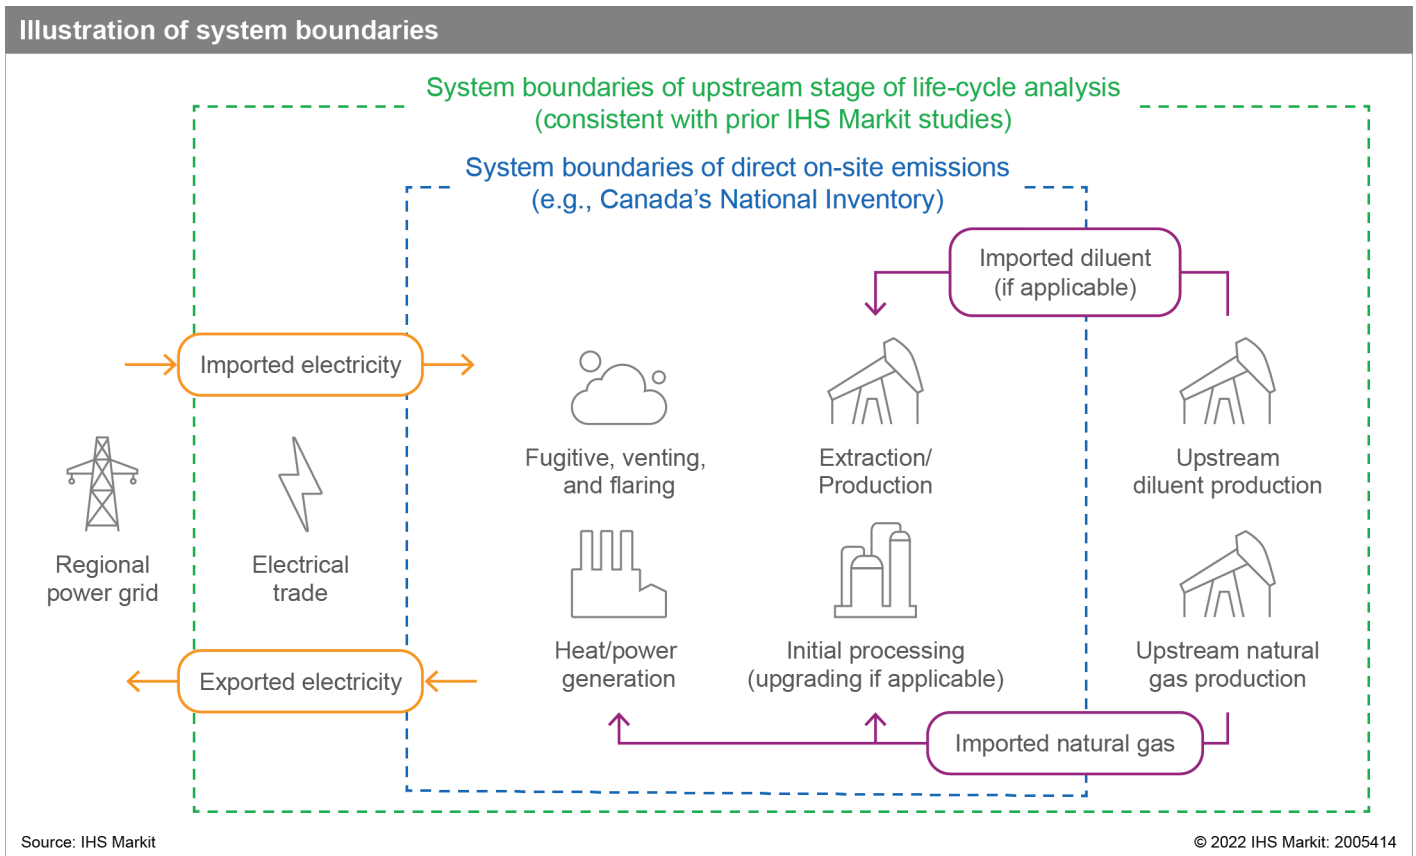 Illustration of system boundaries
System boundaries of upstream stage of life-cycle analysis
(consistent with prior IHS Markit studies)
System boundaries of direct on-site emissions
(e.g., Canada’s National Inventory)
Imported diluent
(if applicable)
Imported electricity
Fugitive, venting,
and flaring
Extraction/
Production
Upstream
diluent production
Regional
power grid
Electrical
trade
Heat/power
generation
Initial processing
(upgrading if applicable)
Upstream natural
gas production
Exported electricity
Imported natural gas
Source: IHS Markit
© 2022 IHS Markit: 2005414